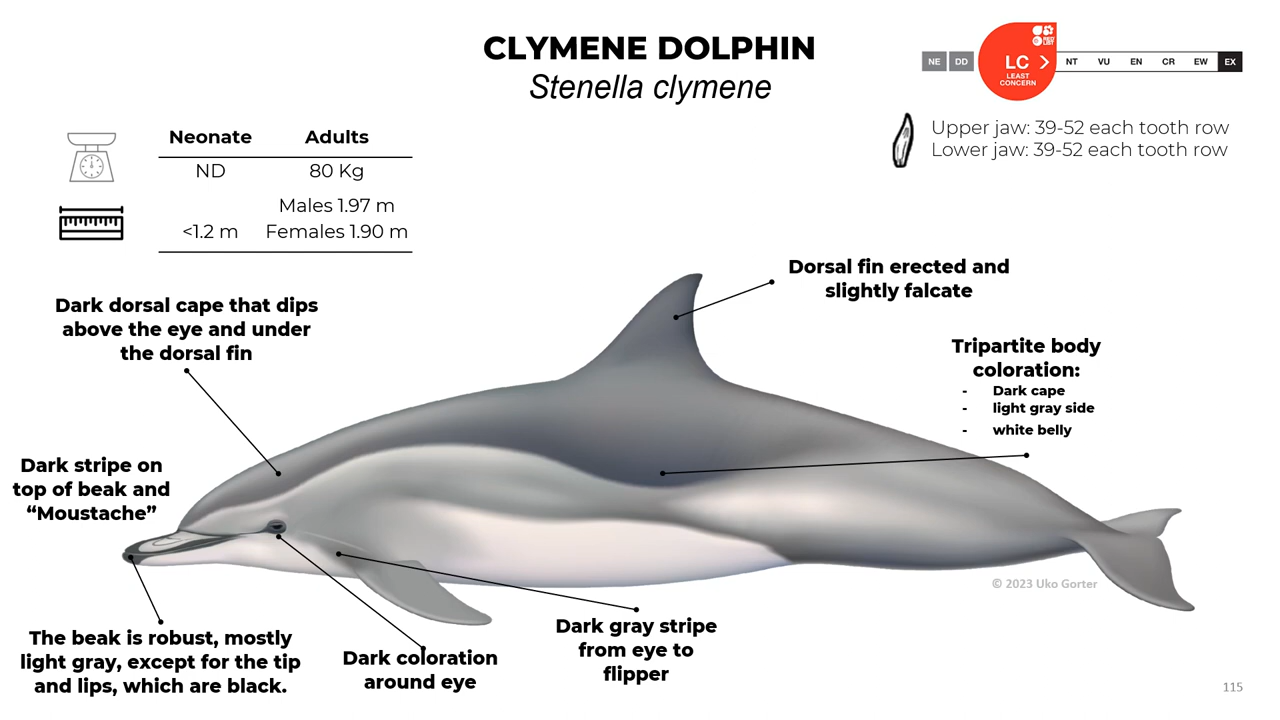 CLYMENE DOLPHIN
Stenella clymene
NE DD LC LEAST CONCERN NT VU EN CR EW EX
Neonate Adults
ND 80 Kg
Males 1.97 m
<1.2 m Females 1.90 m
Upper jaw: 39-52 each tooth row
Lower jaw: 39-52 each tooth row
Dorsal fin erected and
slightly falcate
Dark dorsal cape that dips
above the eye and under
the dorsal fin
Tripartite body
coloration:
- Dark cape
- light gray side
- white belly
Dark stripe on
top of beak and
“Moustache”
© 2023 Uko Gorter
The beak is robust, mostly
light gray, except for the tip
and lips, which are black.
Dark coloration
around eye
Dark gray stripe
from eye to
flipper
115